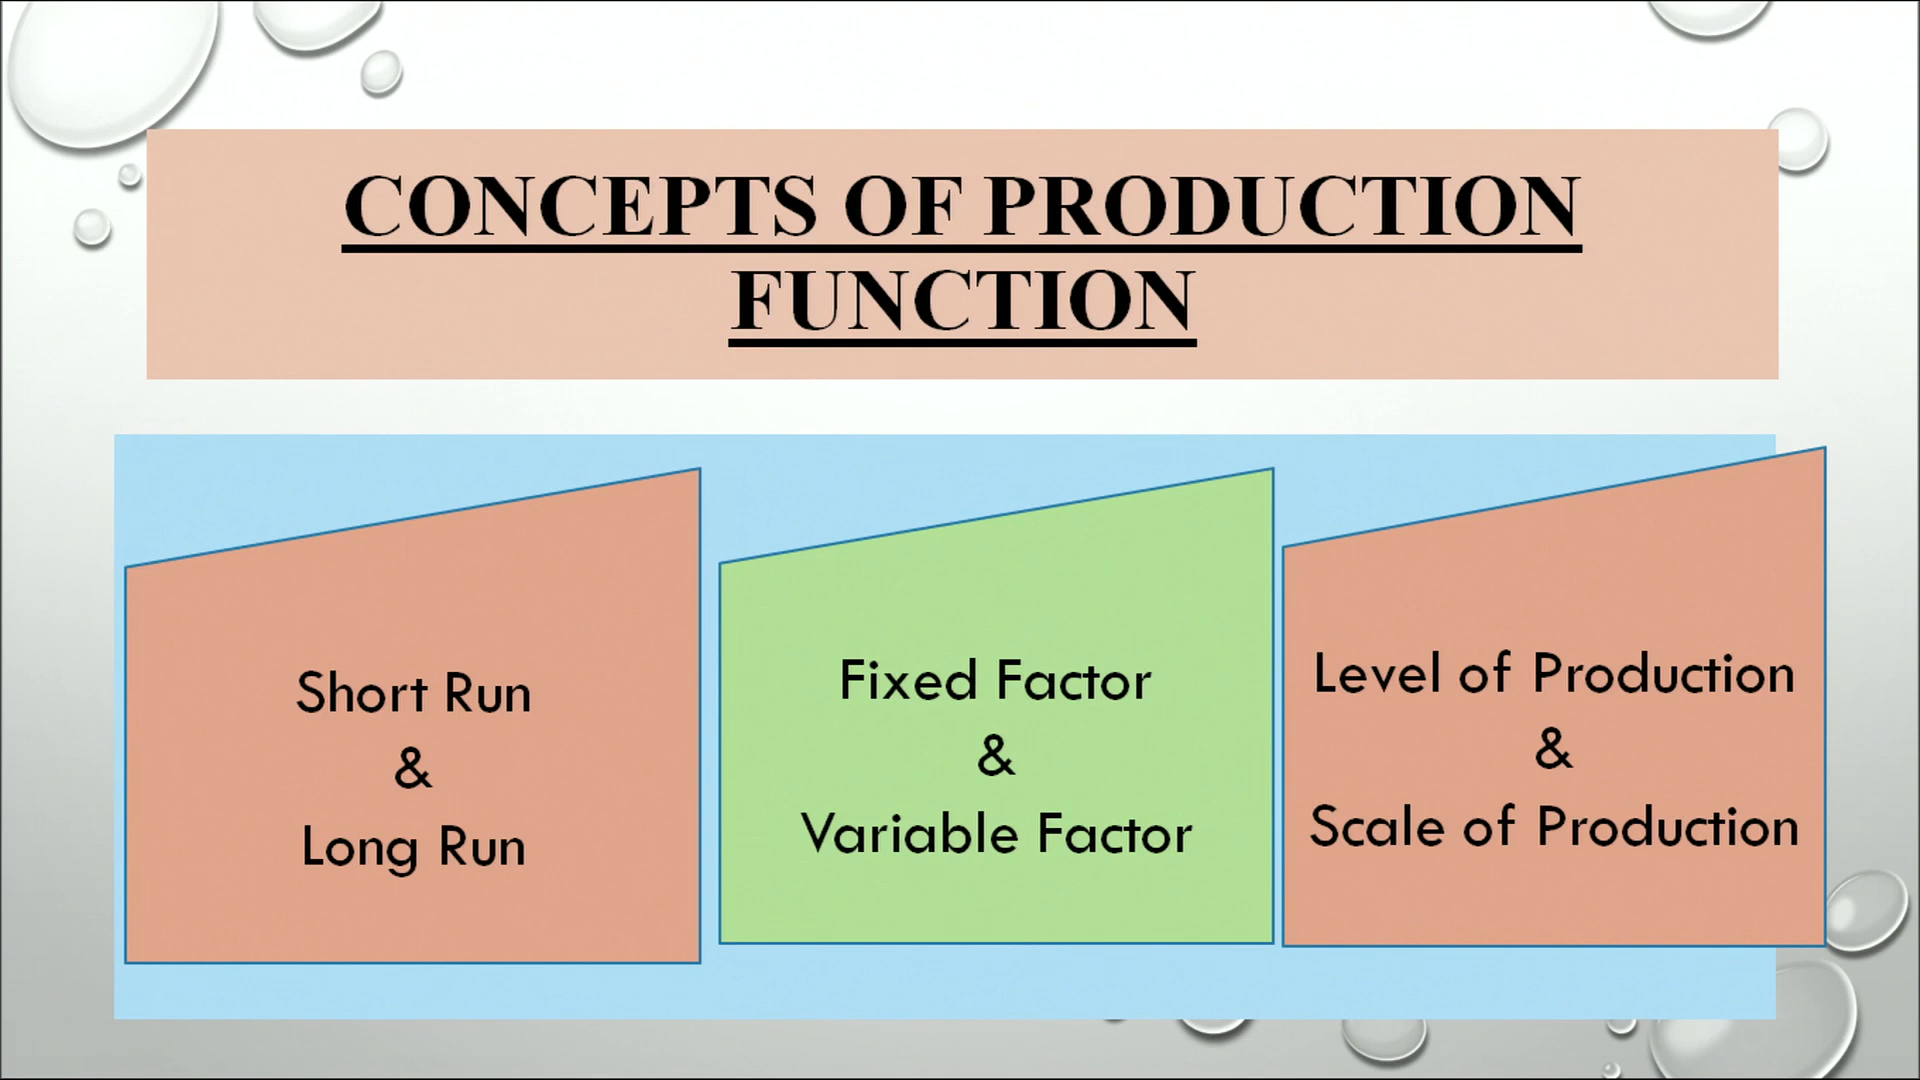 CONCEPTS OF PRODUCTION
FUNCTION
Short Run
&
Long Run
Fixed Factor
&
Variable Factor
Level of Production
&
Scale of Production